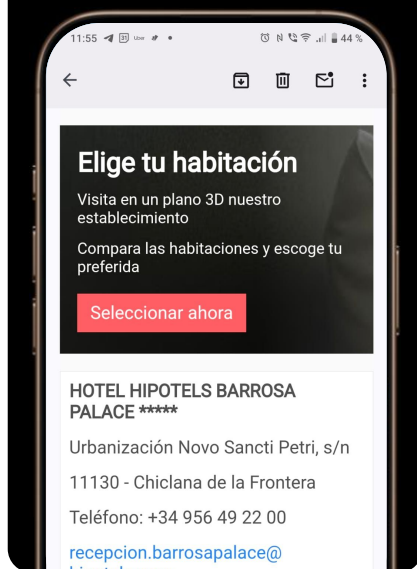 11:55
44 %
Elige tu habitación
Visita en un plano 3D nuestro
establecimiento
Compara las habitaciones y escoge tu
preferida
Seleccionar ahora
HOTEL HIPOTELS BARROSA
PALACE *****
Urbanización Novo Sancti Petri, s/n
11130 - Chiclana de la Frontera
Teléfono: +34 956 49 22 00
recepcion.barrosapalace@